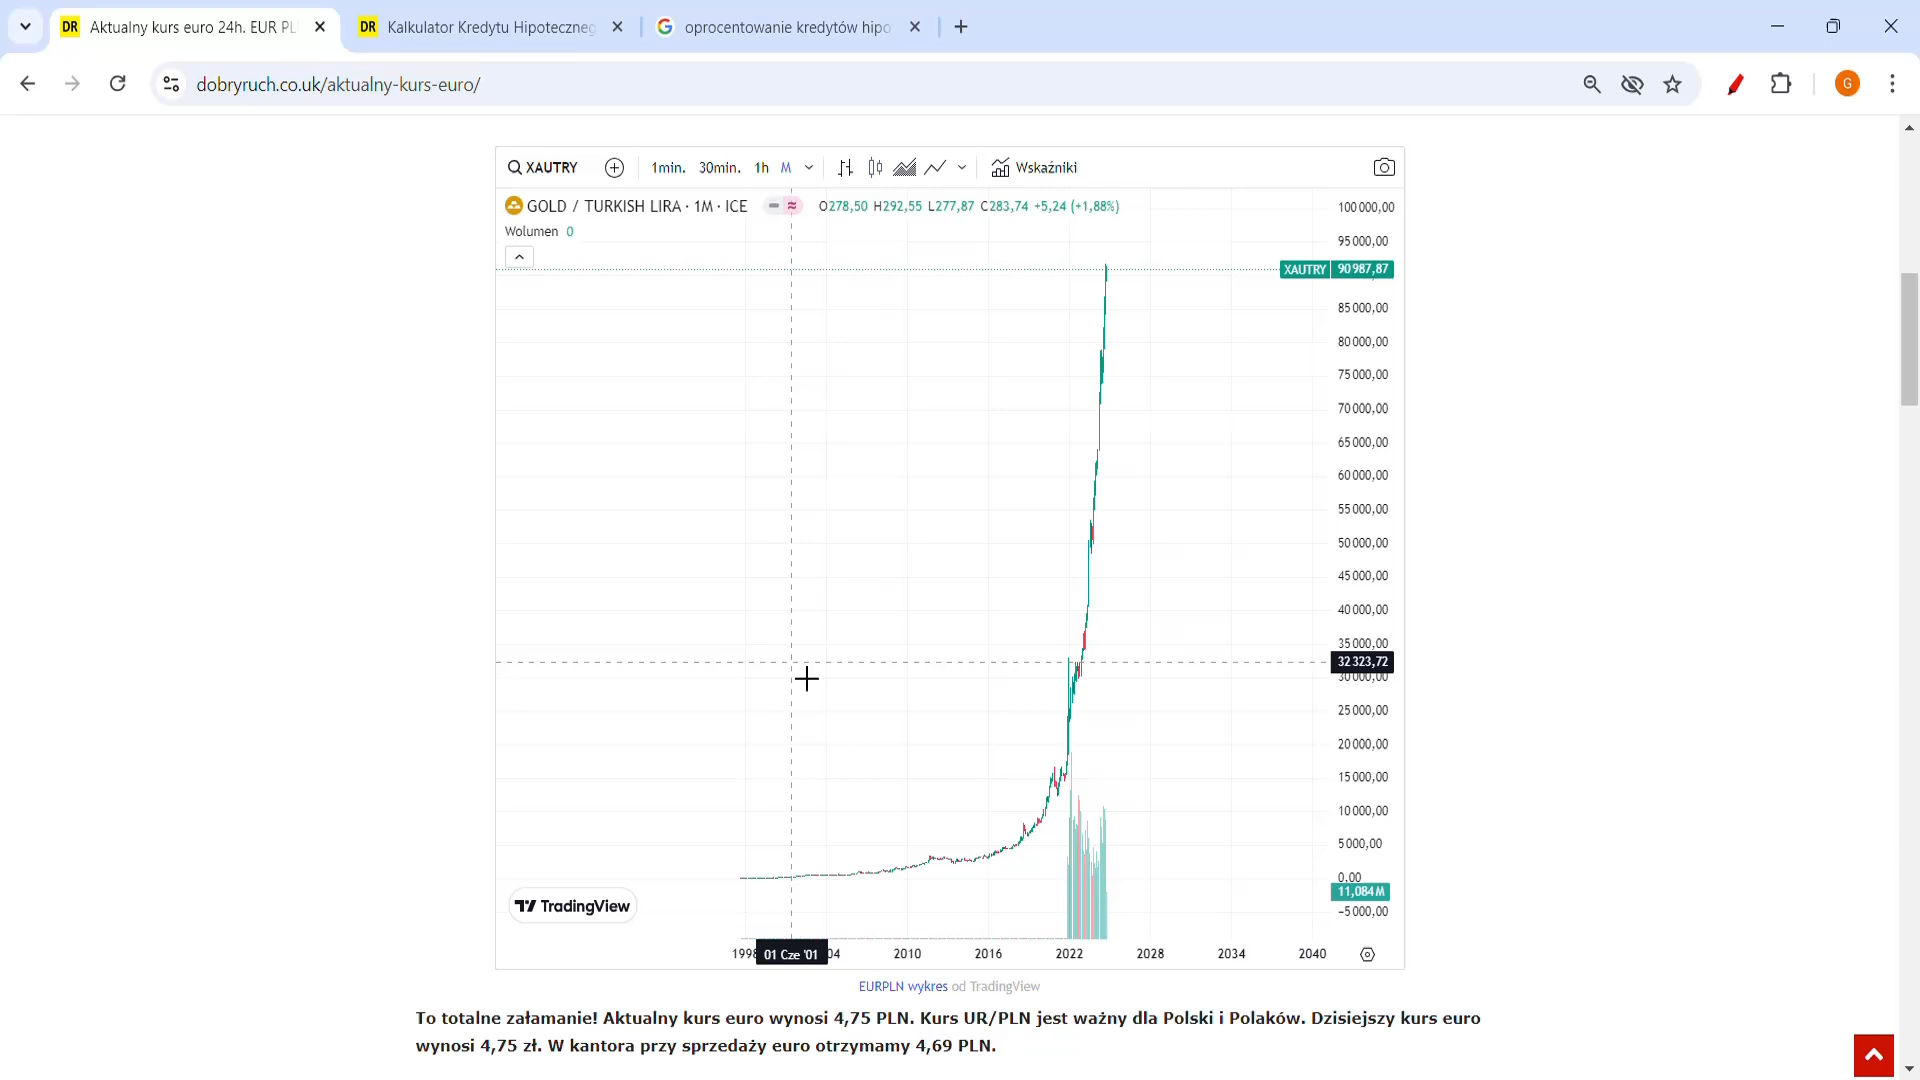 DR Aktualny kurs euro 24h. EUR PL
DR Kalkulator Kredytu Hipoteczneg
oprocentowanie kredytów hipo
dobryruch.co.uk/aktualny-kurs-euro/
G
XAUTRY 1min. 30min. 1h M Wskaźniki
GOLD / TURKISH LIRA · 1M · ICE O278,50 H292,55 L277,87 C283,74 +5,24 (+1,88%)
Wolumen 0
100 000,00
95 000,00
XAUTRY 90 987,87
85 000,00
80 000,00
75 000,00
70 000,00
65 000,00
60 000,00
55 000,00
50 000,00
45 000,00
40 000,00
35 000,00
32 323,72
30 000,00
25 000,00
20 000,00
15 000,00
10 000,00
5 000,00
0,00
11,084M
−5 000,00
TradingView
1998 01 Cze '01 04 2010 2016 2022 2028 2034 2040
EURPLN wykres od TradingView
To totalne załamanie! Aktualny kurs euro wynosi 4,75 PLN. Kurs UR/PLN jest ważny dla Polski i Polaków. Dzisiejszy kurs euro
wynosi 4,75 zł. W kantora przy sprzedaży euro otrzymamy 4,69 PLN.